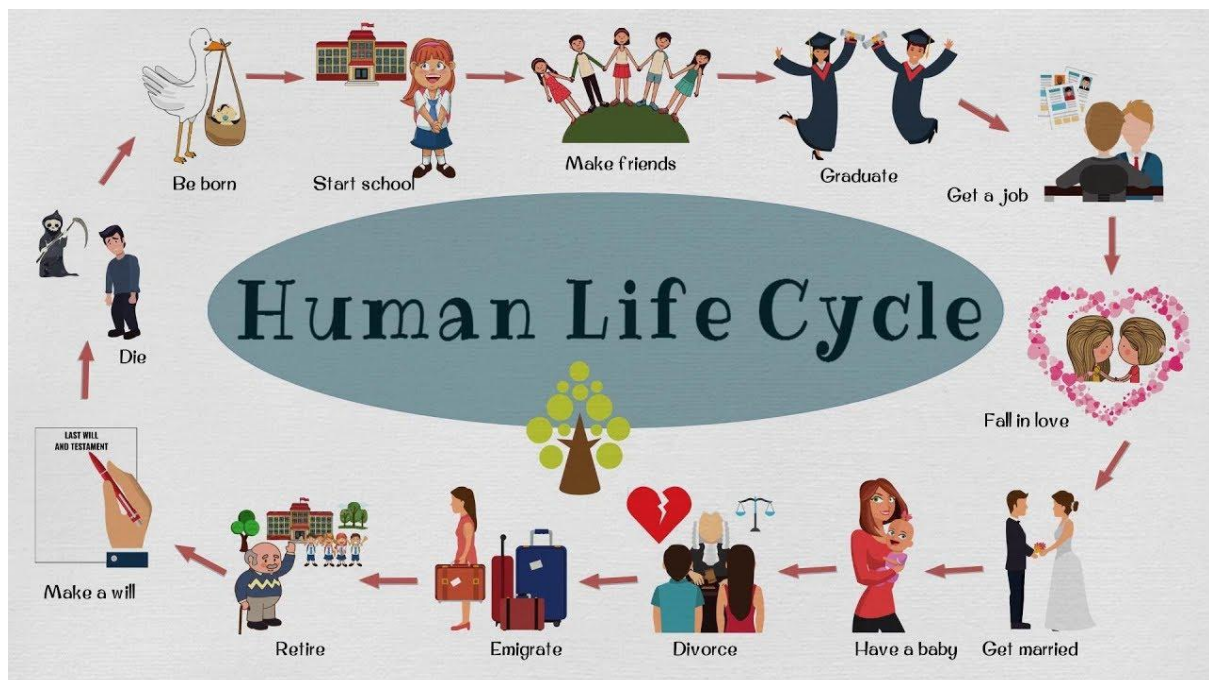 Be born
Start school
Make friends
Graduate
Get a job
Human Life Cycle
Fall in love
Get married
Have a baby
Divorce
Emigrate
Retire
LAST WILL
AND TESTAMENT
Make a will
Die